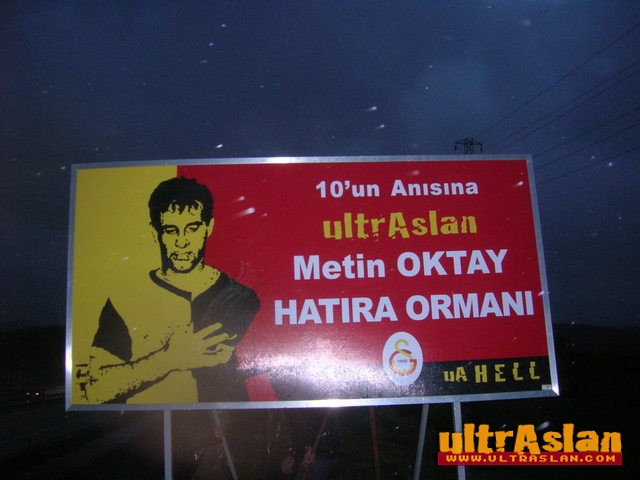 10'un Anısına
ultrAslan
Metin OKTAY
HATIRA ORMANI
uA HELL
ultrAslan
WWW.ULTRASLAN.COM